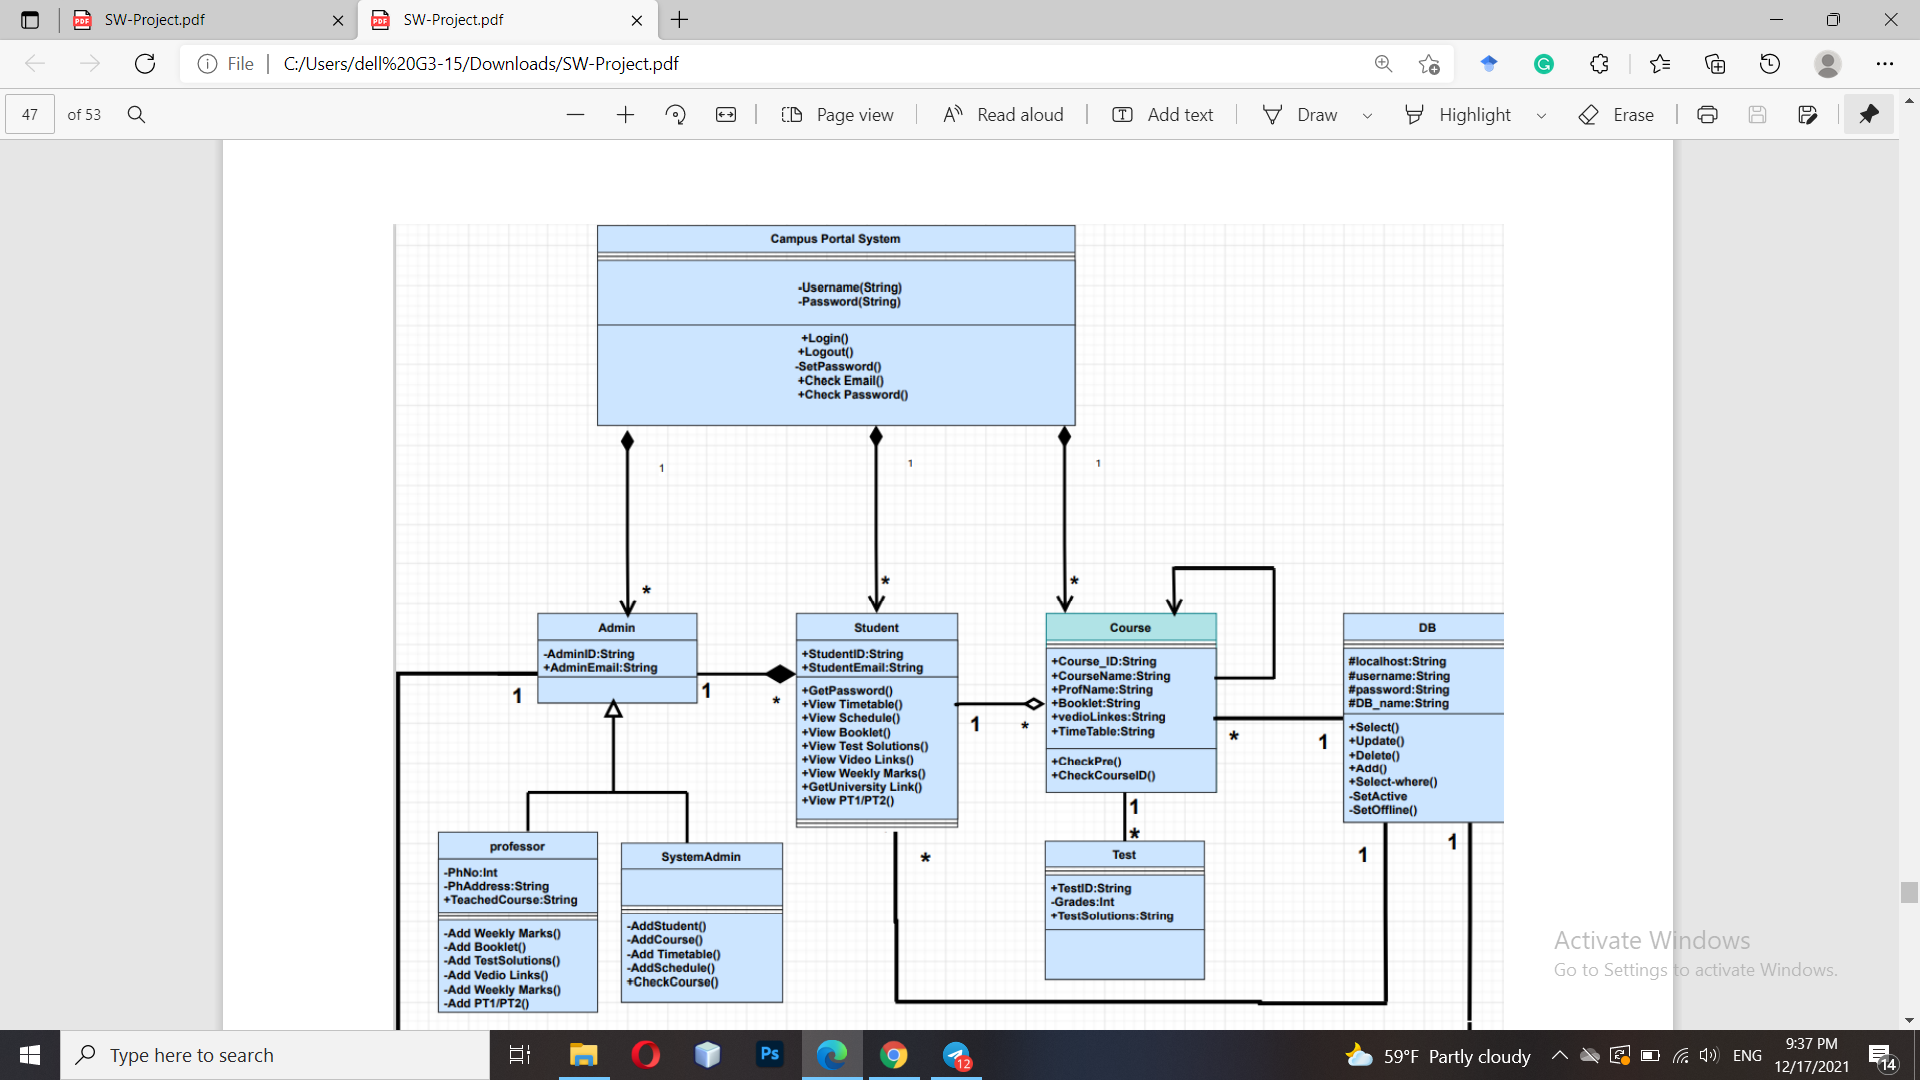 SW-Project.pdf
SW-Project.pdf
File
C:/Users/dell%20G3-15/Downloads/SW-Project.pdf
47 of 53
Page view
Read aloud
Add text
Draw
Highlight
Erase
Campus Portal System
-Username(String)
-Password(String)
+Login()
+Logout()
-SetPassword()
+Check Email()
+Check Password()
1
1
1
*
*
*
Admin
-AdminID:String
+AdminEmail:String
1
1
*
Student
+StudentID:String
+StudentEmail:String
+GetPassword()
+View Timetable()
+View Schedule()
+View Booklet()
+View Test Solutions()
+View Video Links()
+View Weekly Marks()
+GetUniversity Link()
+View PT1/PT2()
1
*
*
Course
+Course_ID:String
+CourseName:String
+ProfName:String
+Booklet:String
+vedioLinkes:String
+TimeTable:String
+CheckPre()
+CheckCourseID()
*
1
1
*
DB
#localhost:String
#username:String
#password:String
#DB_name:String
+Select()
+Update()
+Delete()
+Add()
+Select-where()
-SetActive
-SetOffline()
1
1
professor
-PhNo:Int
-PhAddress:String
+TeachedCourse:String
-Add Weekly Marks()
-Add Booklet()
-Add TestSolutions()
-Add Vedio Links()
-Add Weekly Marks()
-Add PT1/PT2()
SystemAdmin
-AddStudent()
-AddCourse()
-Add Timetable()
-AddSchedule()
+CheckCourse()
Test
+TestID:String
-Grades:Int
+TestSolutions:String
Activate Windows
Go to Settings to activate Windows.
Type here to search
Ps
12
59°F Partly cloudy
ENG
9:37 PM
12/17/2021
14